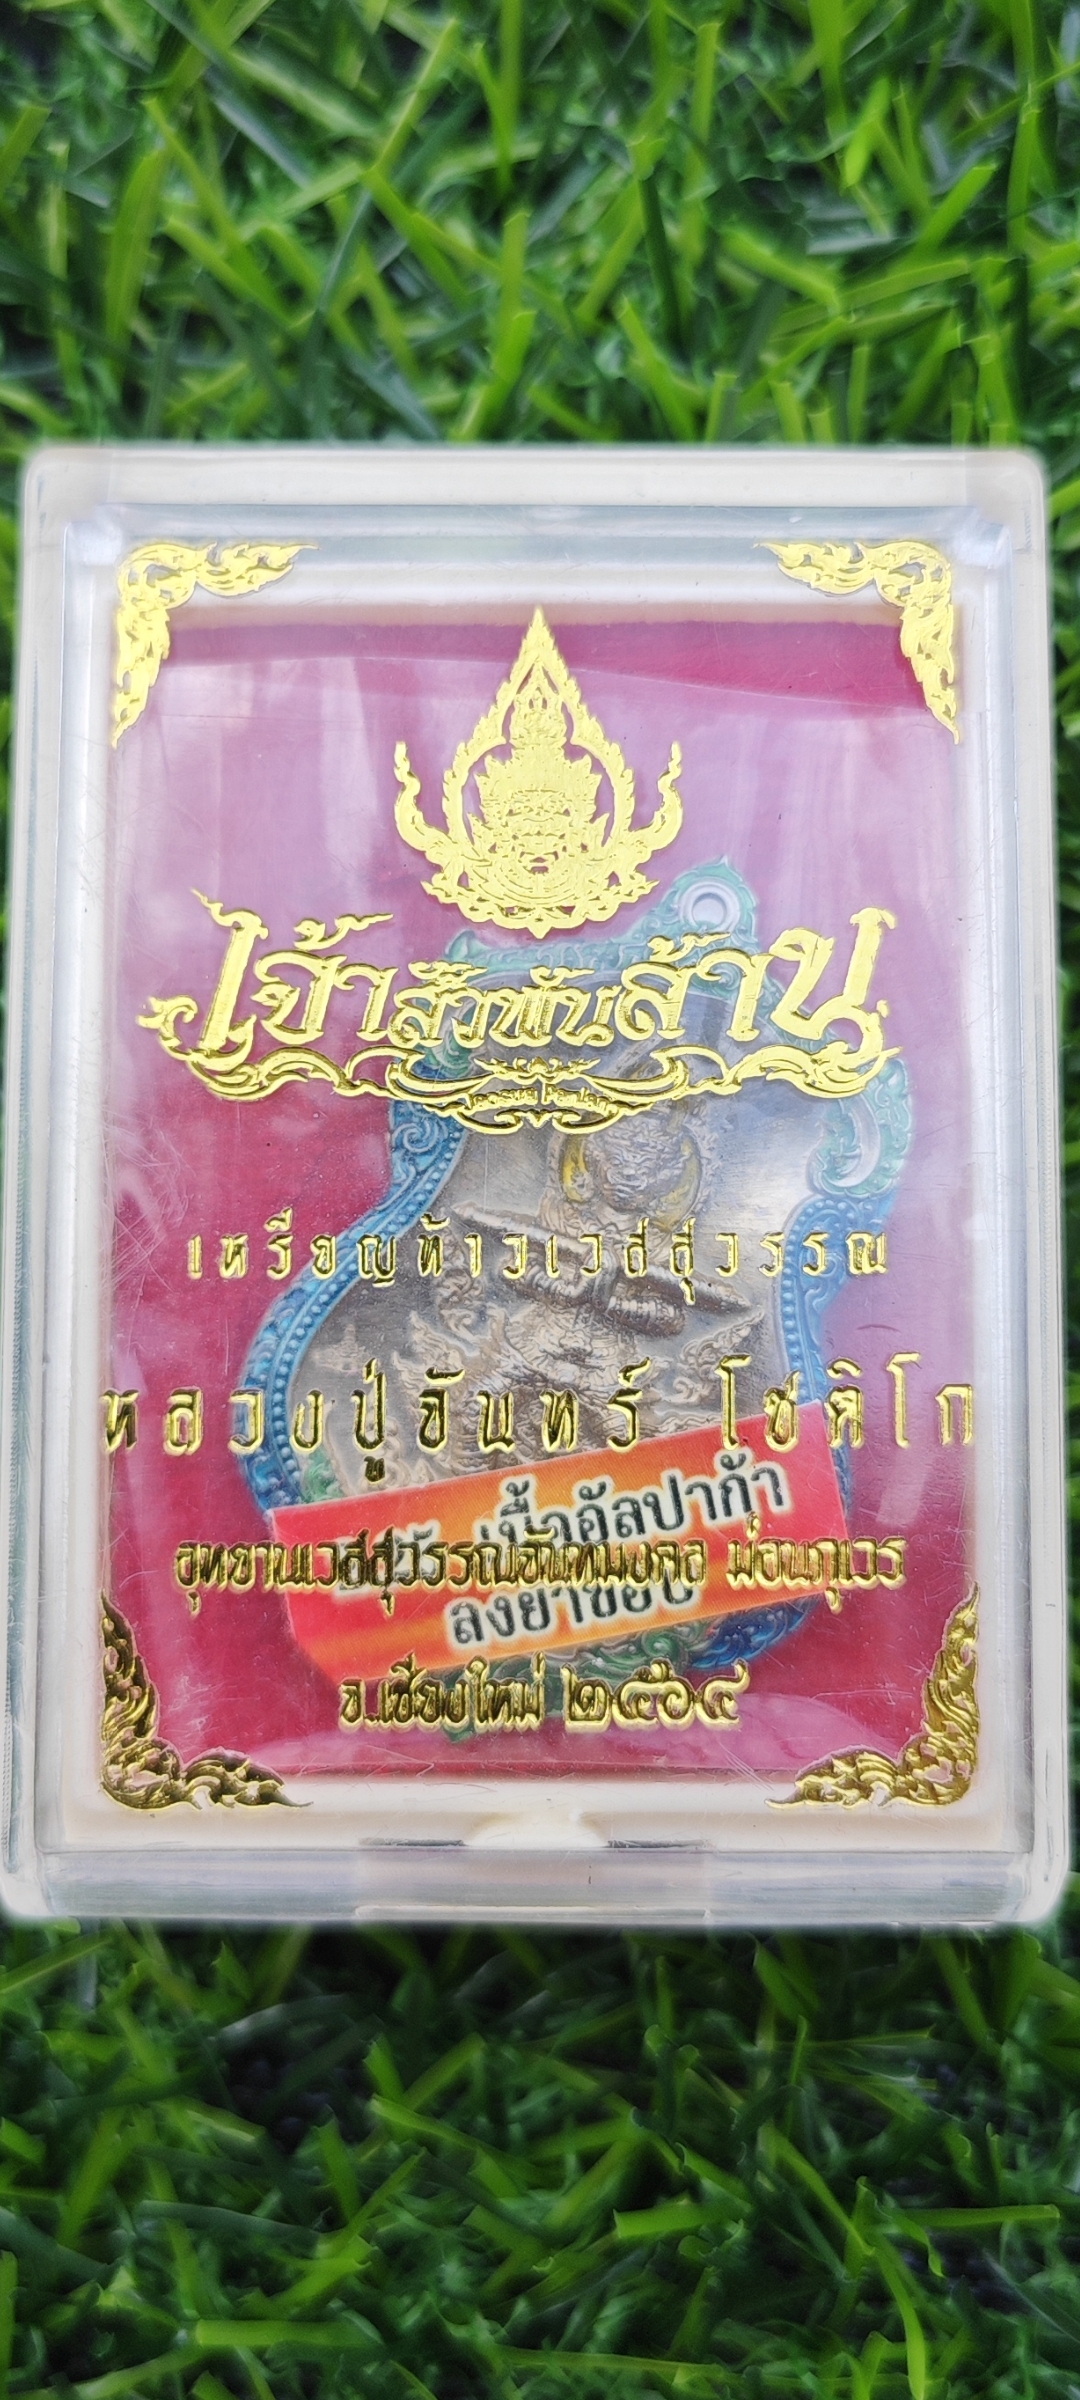 เจ้าสัวพันล้าน
เหรียญท้าวเวสสุวรรณ
หลวงปู่จันทร์ โชติโก
เนื้ออัลปาก้า
อุทยานเวสสุวรรณจันทมงคล ม่อนกุเวร
ลงยาขอบ
จ.เชียงใหม่ ๒๕๖๔